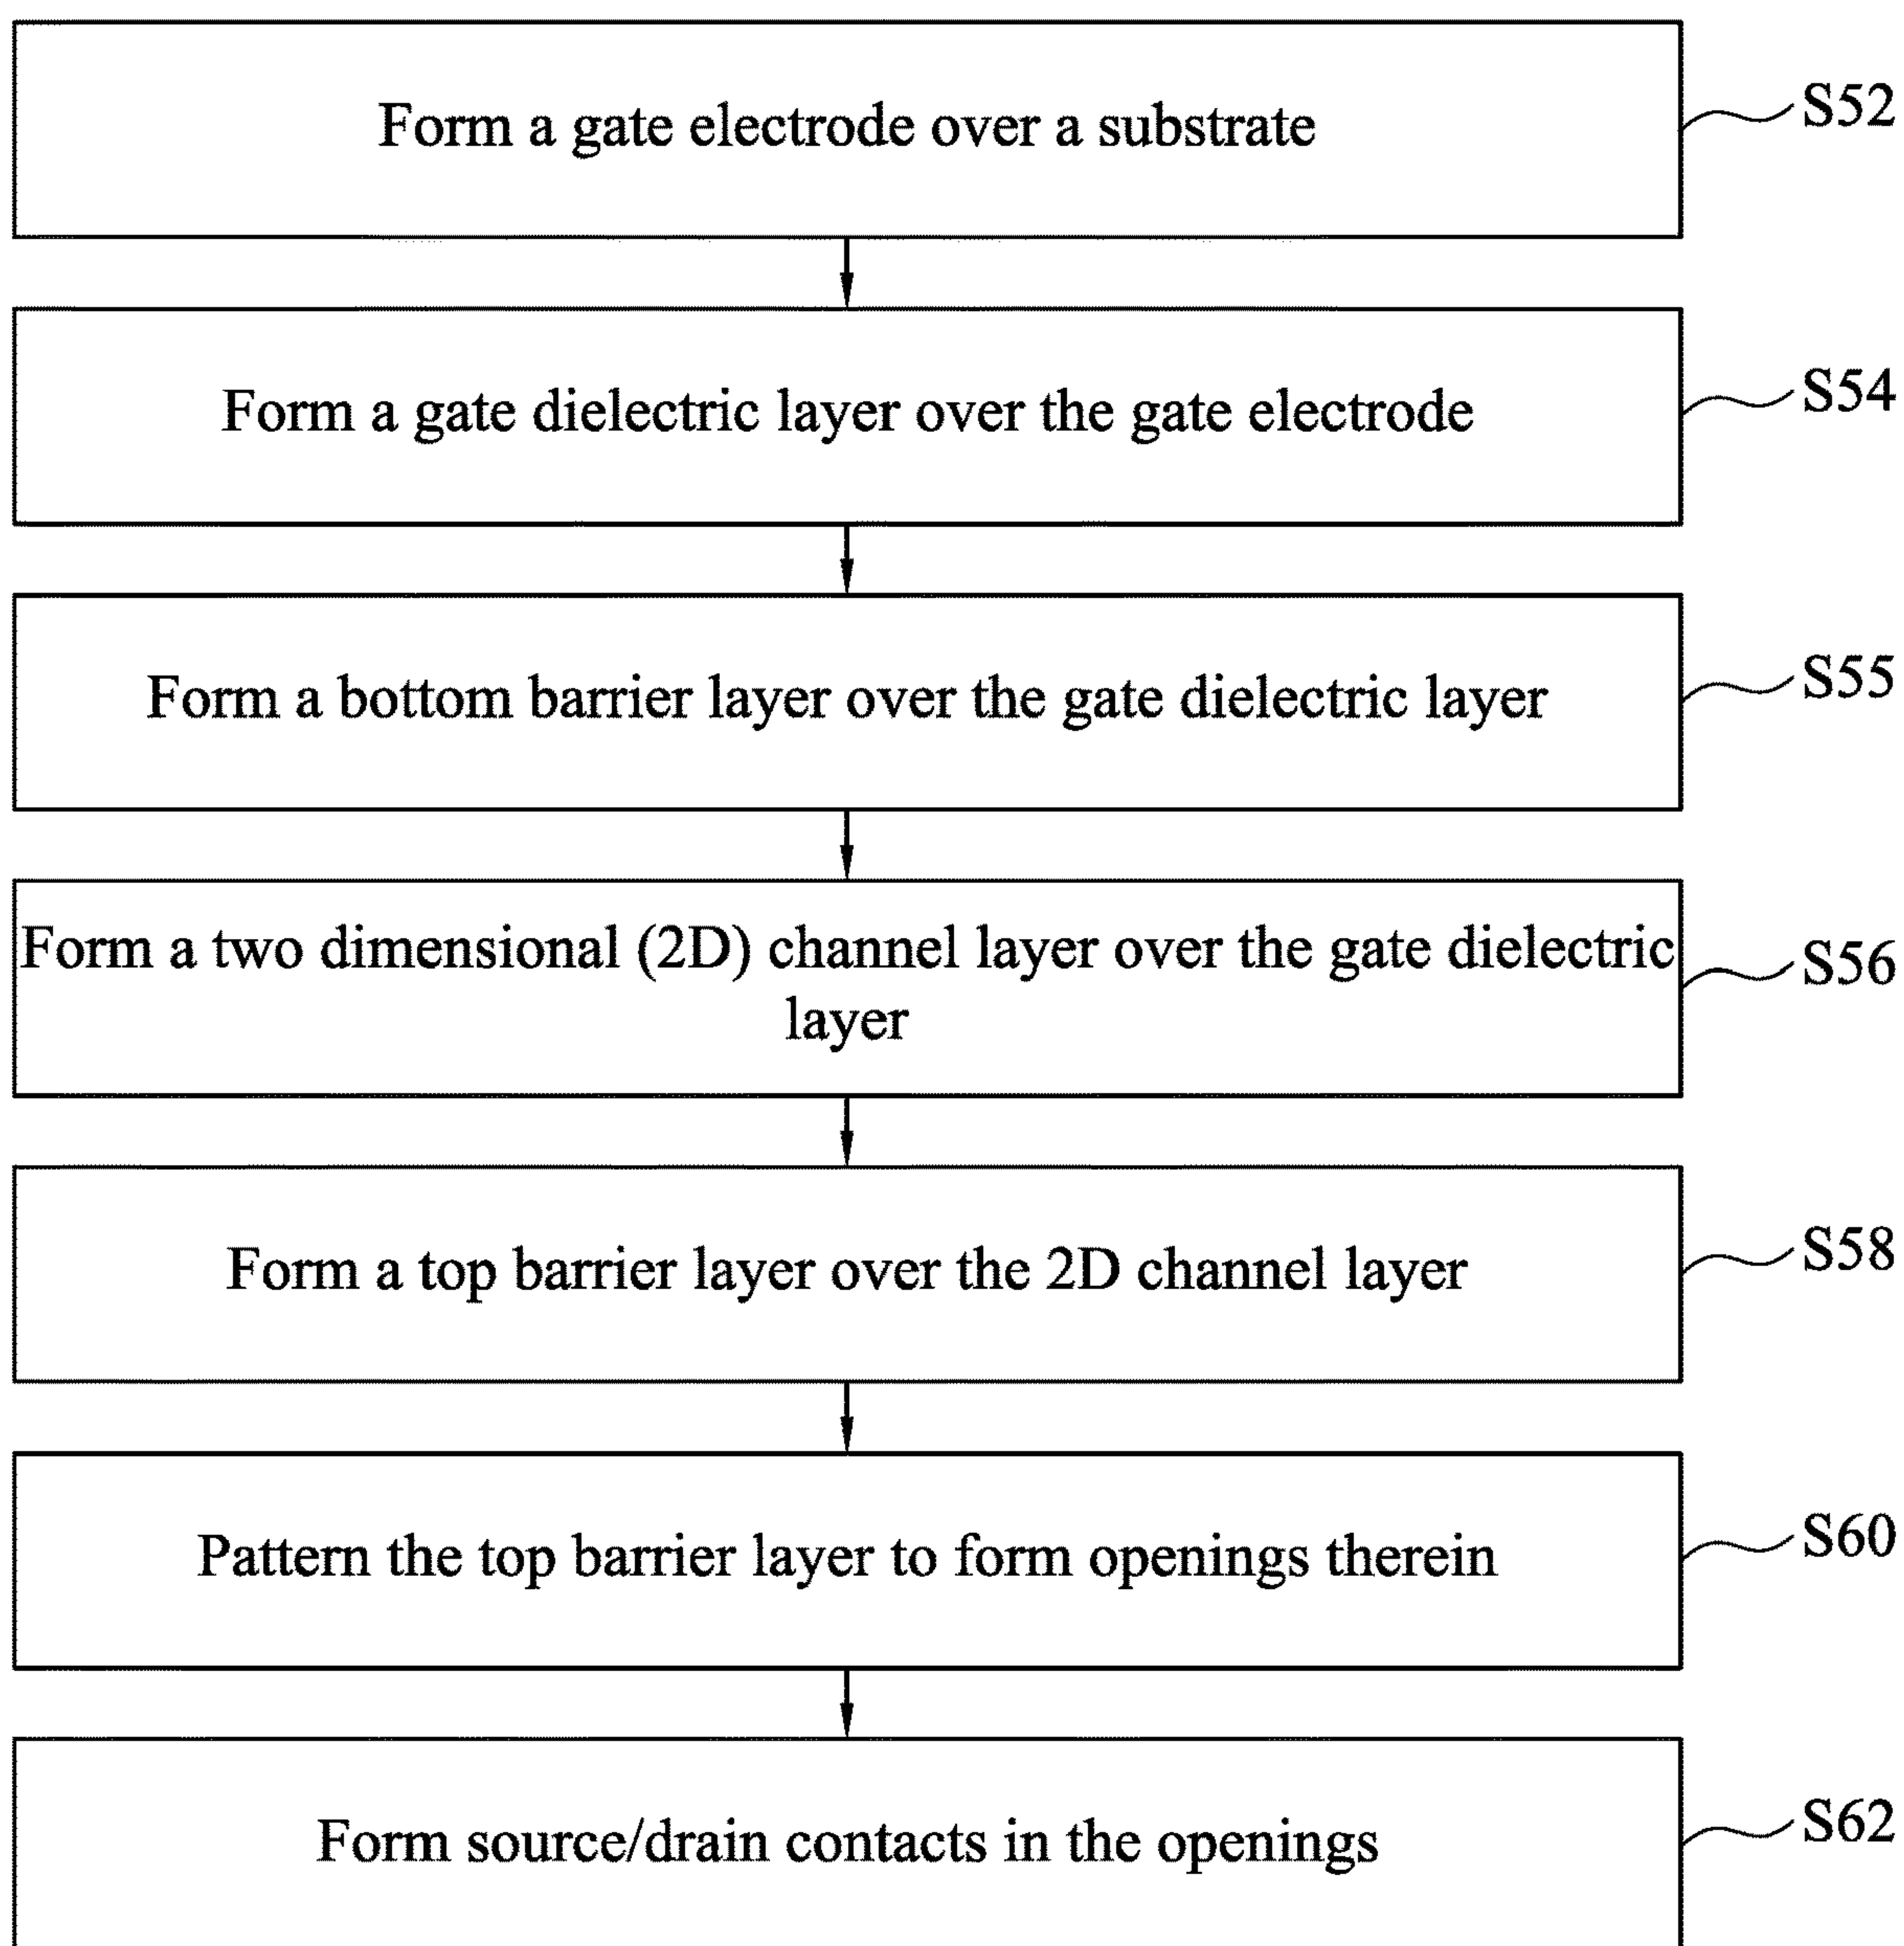 Form a gate electrode over a substrate
S52
Form a gate dielectric layer over the gate electrode
S54
Form a bottom barrier layer over the gate dielectric layer
S55
Form a two dimensional (2D) channel layer over the gate dielectric
layer
S56
Form a top barrier layer over the 2D channel layer
S58
Pattern the top barrier layer to form openings therein
S60
Form source/drain contacts in the openings
S62